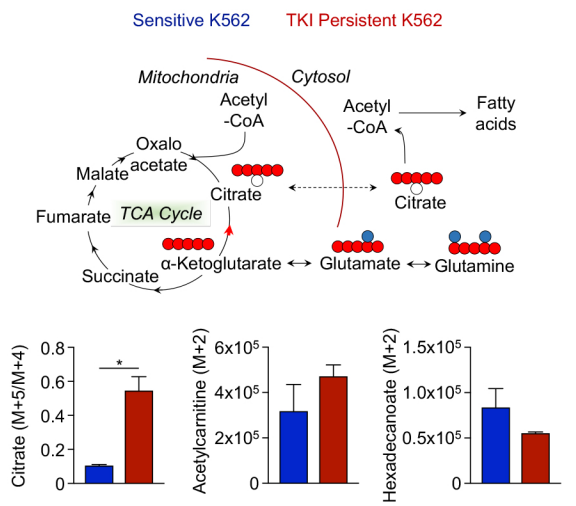 Sensitive K562 TKI Persistent K562
Mitochondria Cytosol
Acetyl
-CoA
Acetyl
-CoA
Fatty
acids
Oxalo
acetate
Malate
Citrate
Citrate
Fumarate
TCA Cycle
α-Ketoglutarate
Glutamate
Glutamine
Succinate
Citrate (M+5/M+4)
0.8
0.6
0.4
0.2
0
*
Acetylcarnitine (M+2)
6x10⁵
4x10⁵
2x10⁵
0
Hexadecanoate (M+2)
1.5x10⁵
1.0x10⁵
0.5x10⁵
0